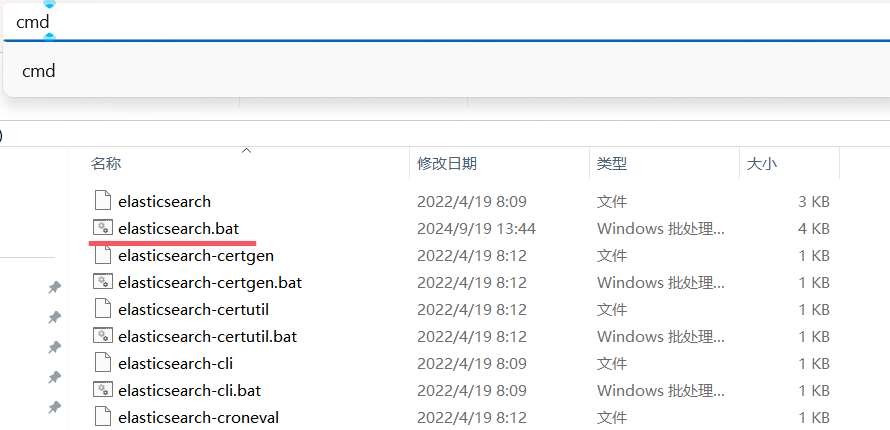 cmd
cmd
)
名称 修改日期 类型 大小
elasticsearch 2022/4/19 8:09 文件 3 KB
elasticsearch.bat 2024/9/19 13:44 Windows 批处理... 4 KB
elasticsearch-certgen 2022/4/19 8:12 文件 1 KB
elasticsearch-certgen.bat 2022/4/19 8:12 Windows 批处理... 1 KB
elasticsearch-certutil 2022/4/19 8:12 文件 1 KB
elasticsearch-certutil.bat 2022/4/19 8:12 Windows 批处理... 1 KB
elasticsearch-cli 2022/4/19 8:09 文件 1 KB
elasticsearch-cli.bat 2022/4/19 8:09 Windows 批处理... 1 KB
elasticsearch-croneval 2022/4/19 8:12 文件 1 KB